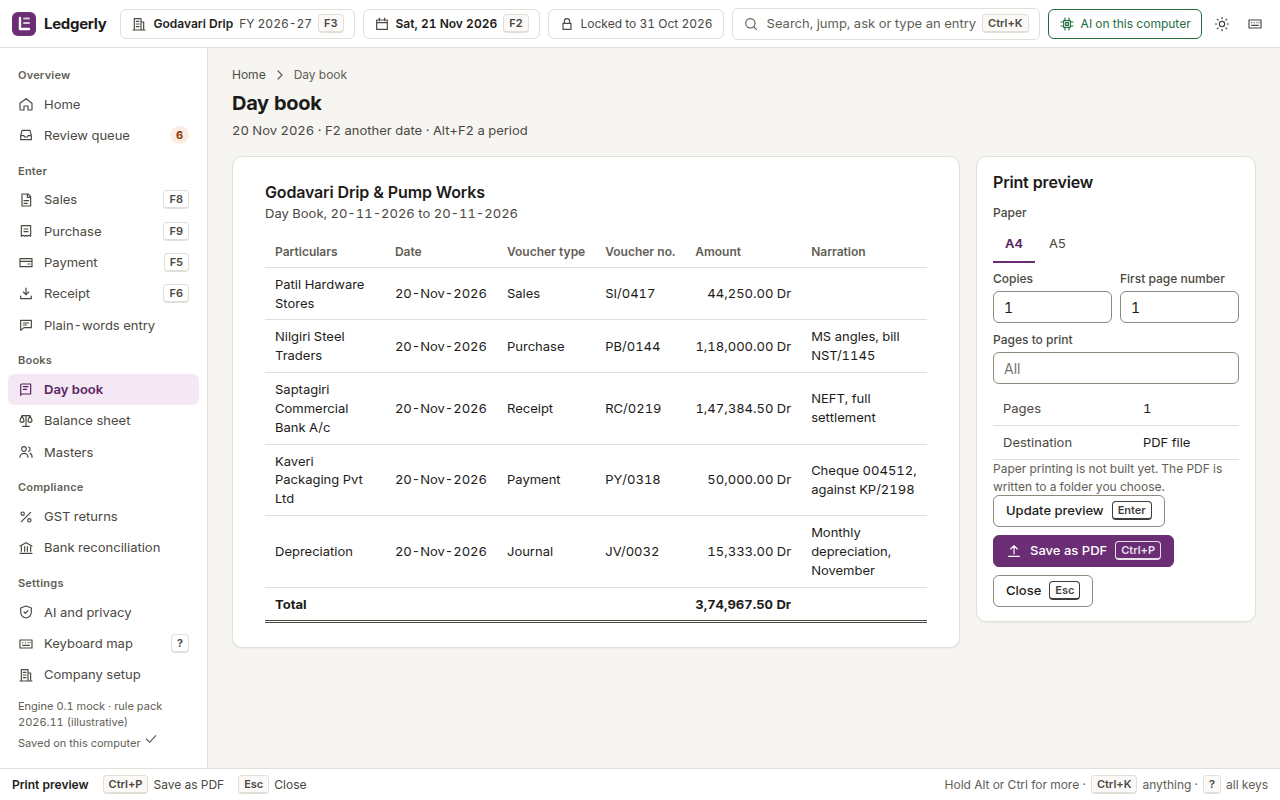 Ledgerly
Godavari Drip FY 2026-27 F3
Sat, 21 Nov 2026 F2
Locked to 31 Oct 2026
Search, jump, ask or type an entry Ctrl+K
AI on this computer
Overview
Home
Review queue 6
Enter
Sales F8
Purchase F9
Payment F5
Receipt F6
Plain-words entry
Books
Day book
Balance sheet
Masters
Compliance
GST returns
Bank reconciliation
Settings
AI and privacy
Keyboard map ?
Company setup
Engine 0.1 mock · rule pack
2026.11 (illustrative)
Saved on this computer
Home Day book
Day book
20 Nov 2026 · F2 another date · Alt+F2 a period
Godavari Drip & Pump Works
Day Book, 20-11-2026 to 20-11-2026
Particulars Date Voucher type Voucher no. Amount Narration
Patil Hardware
Stores 20-Nov-2026 Sales SI/0417 44,250.00 Dr
Nilgiri Steel
Traders 20-Nov-2026 Purchase PB/0144 1,18,000.00 Dr MS angles, bill
NST/1145
Saptagiri
Commercial
Bank A/c 20-Nov-2026 Receipt RC/0219 1,47,384.50 Dr NEFT, full
settlement
Kaveri
Packaging Pvt
Ltd 20-Nov-2026 Payment PY/0318 50,000.00 Dr Cheque 004512,
against KP/2198
Depreciation 20-Nov-2026 Journal JV/0032 15,333.00 Dr Monthly
depreciation,
November
Total 3,74,967.50 Dr
Print preview
Paper
A4 A5
Copies First page number
1 1
Pages to print
All
Pages 1
Destination PDF file
Paper printing is not built yet. The PDF is
written to a folder you choose.
Update preview Enter
Save as PDF Ctrl+P
Close Esc
Print preview Ctrl+P Save as PDF Esc Close
Hold Alt or Ctrl for more · Ctrl+K anything · ? all keys